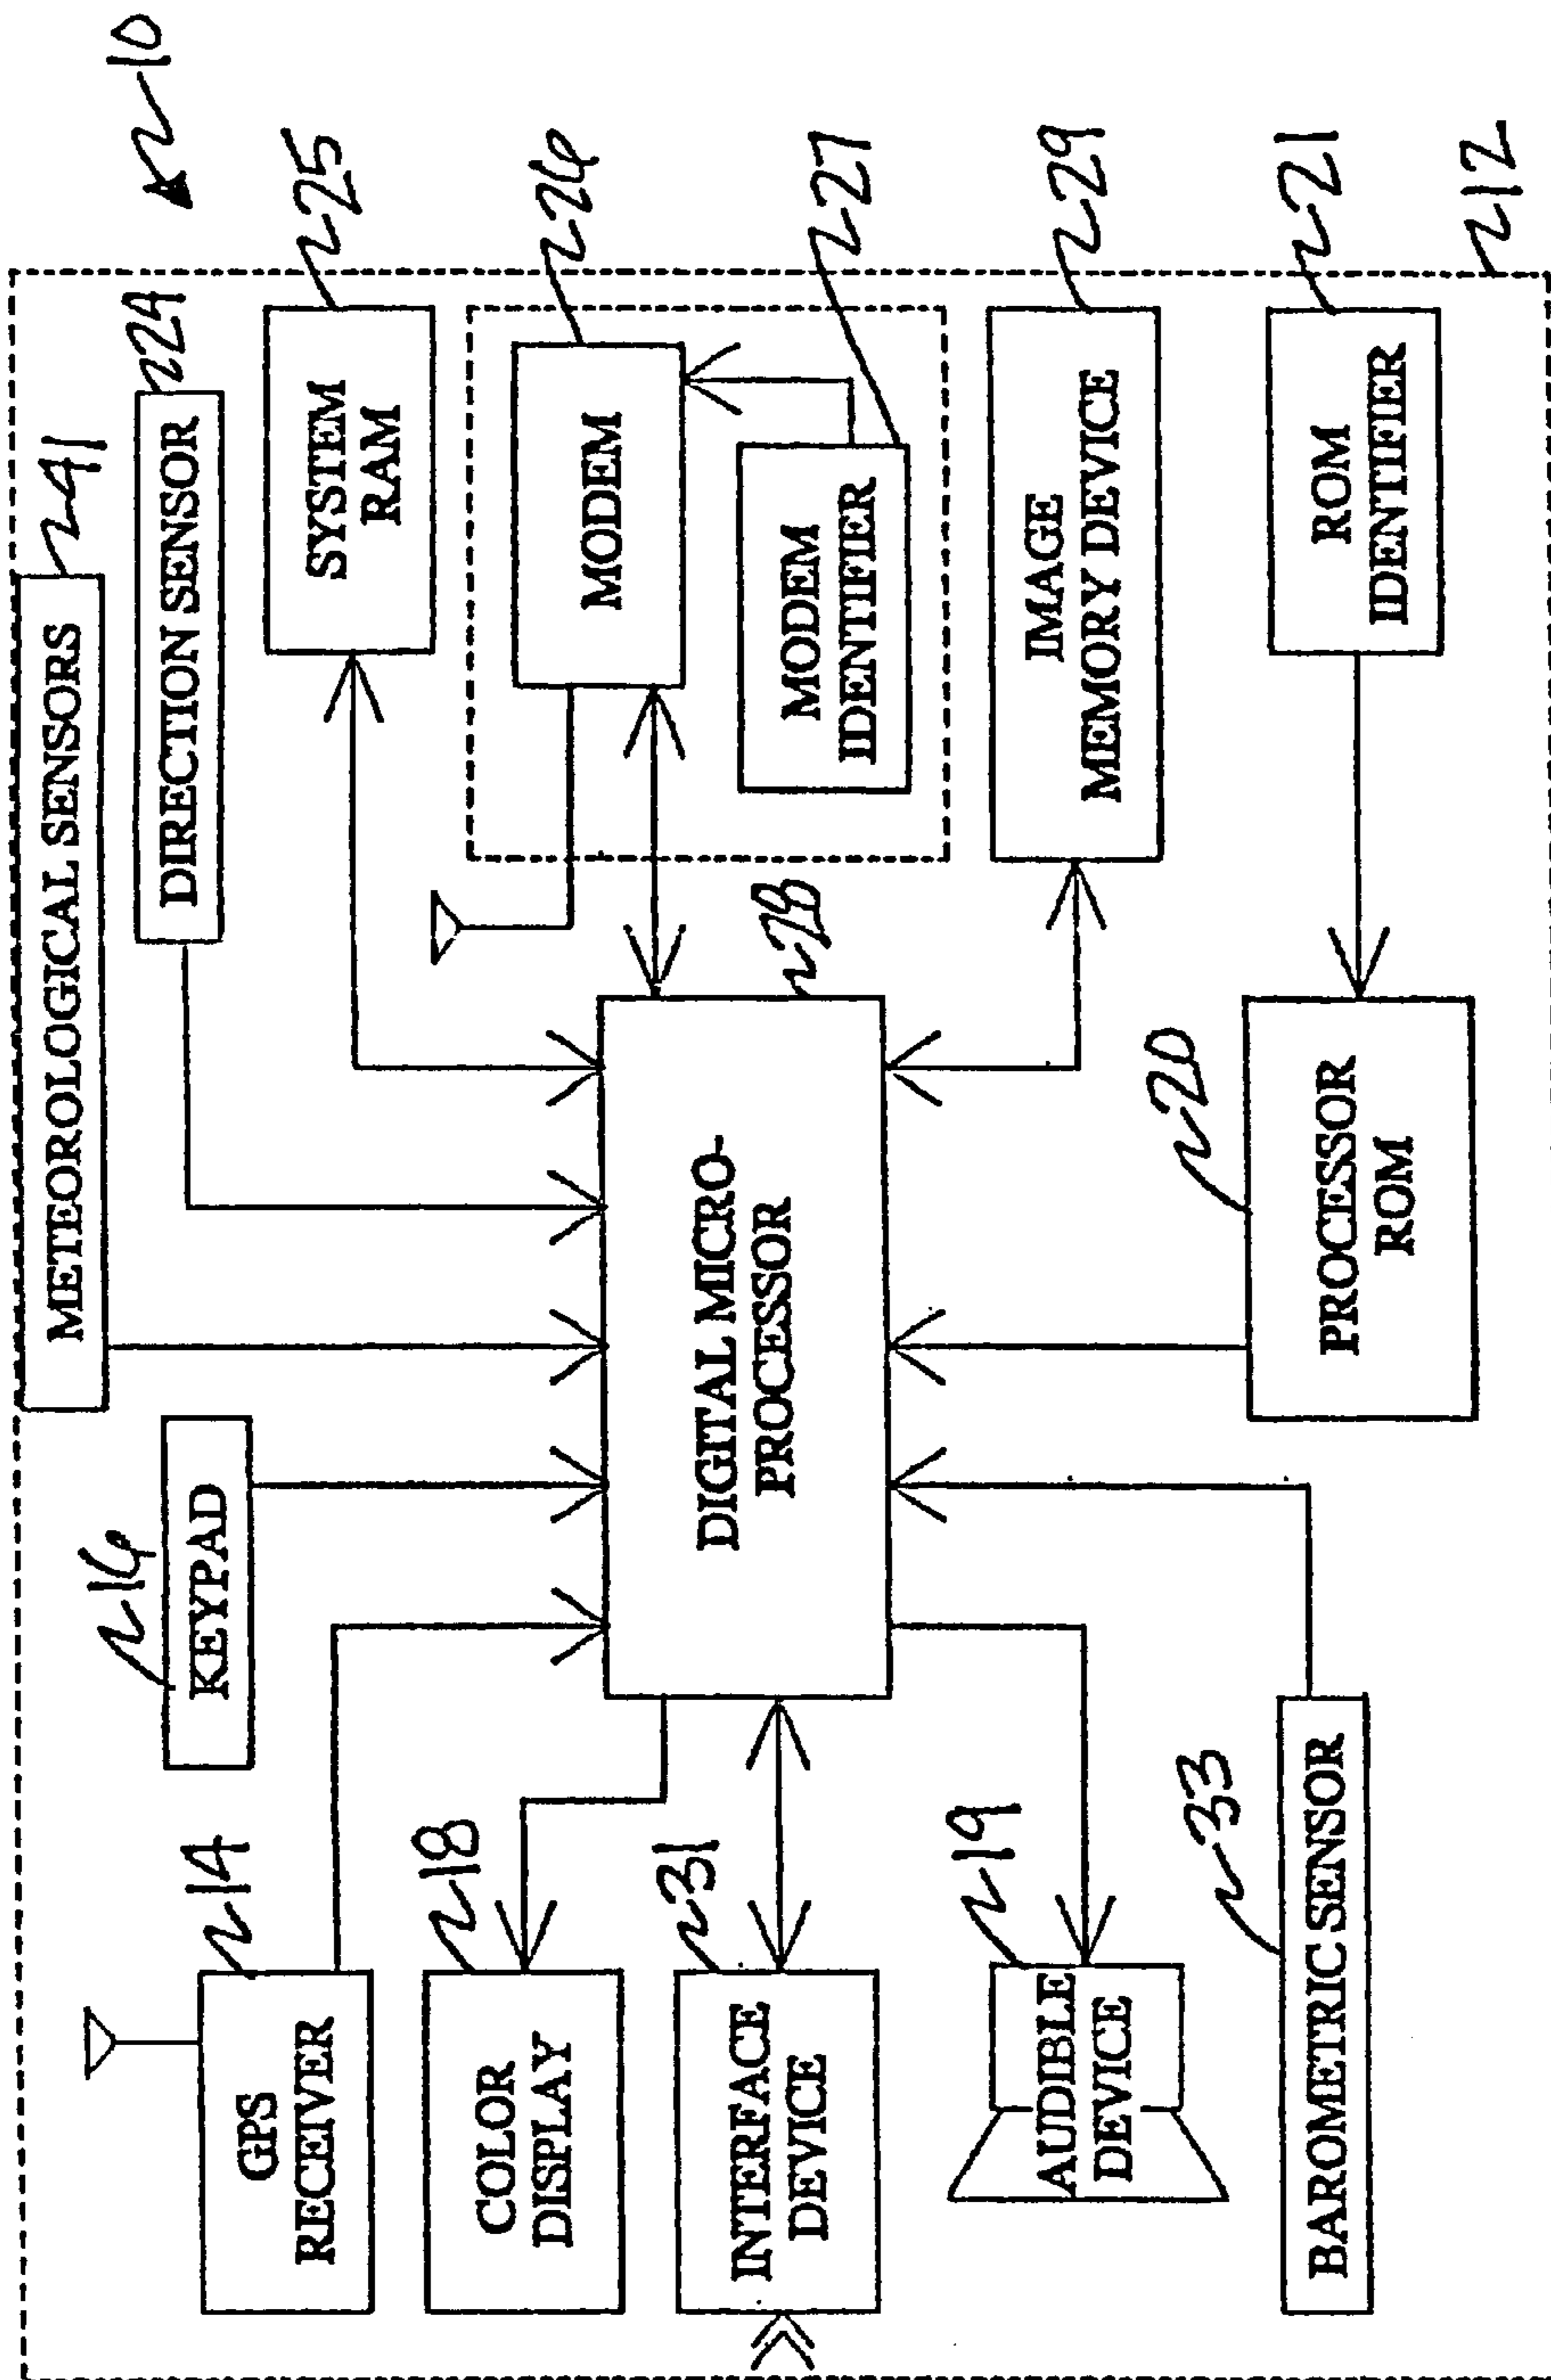 10
METEOROLOGICAL SENSORS
41
16
14
KEYPAD
DIRECTION SENSOR
24
GPS
RECEIVER
SYSTEM
RAM
25
18
COLOR
DISPLAY
MODEM
26
31
DIGITAL MICRO-
PROCESSOR
28
INTERFACE
DEVICE
MODEM
IDENTIFIER
27
19
AUDIBLE
DEVICE
IMAGE
MEMORY DEVICE
29
33
20
BAROMETRIC SENSOR
PROCESSOR
ROM
ROM
IDENTIFIER
21
12